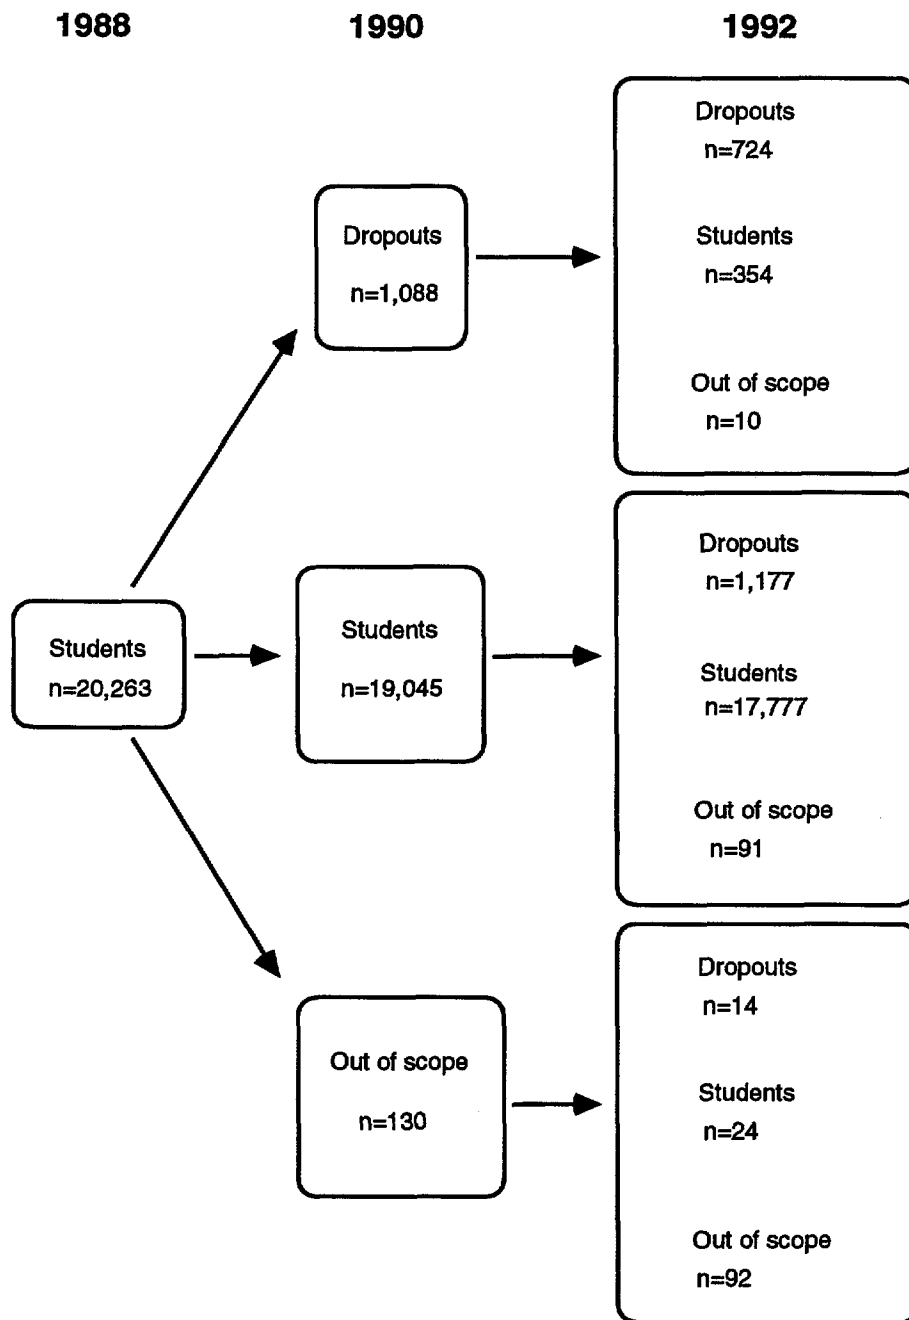 1988 1990 1992
Students
n=20,263
Dropouts
n=1,088
Students
n=19,045
Out of scope
n=130
Dropouts
n=724
Students
n=354
Out of scope
n=10
Dropouts
n=1,177
Students
n=17,777
Out of scope
n=91
Dropouts
n=14
Students
n=24
Out of scope
n=92